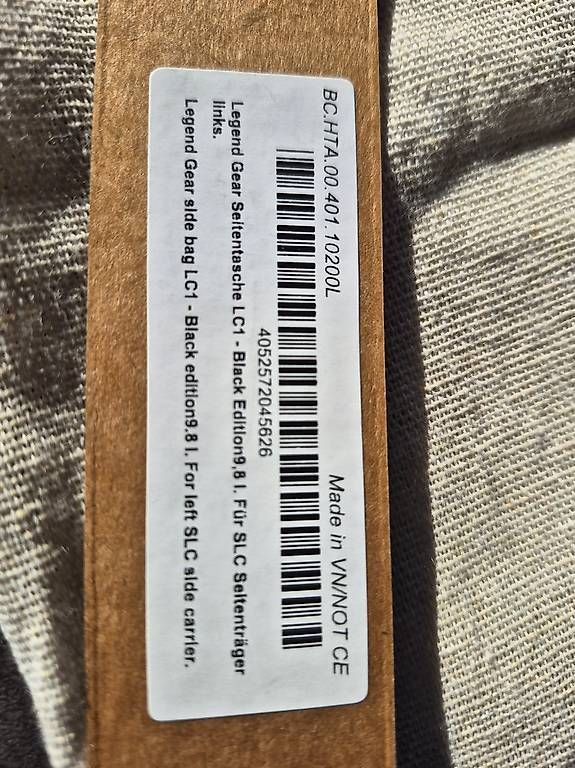 BC.HTA.00.401.10200L Made in VN/NOT CE
4052572045626
Legend Gear Seitentasche LC1 - Black Edition9,8 l. Für SLC Seitenträger
links.
Legend Gear side bag LC1 - Black edition9.8 l. For left SLC side carrier.